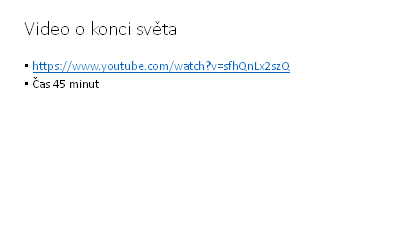 Video o konci světa
https://www.youtube.com/watch?v=sfhQnLx2szQ
Čas 45 minut